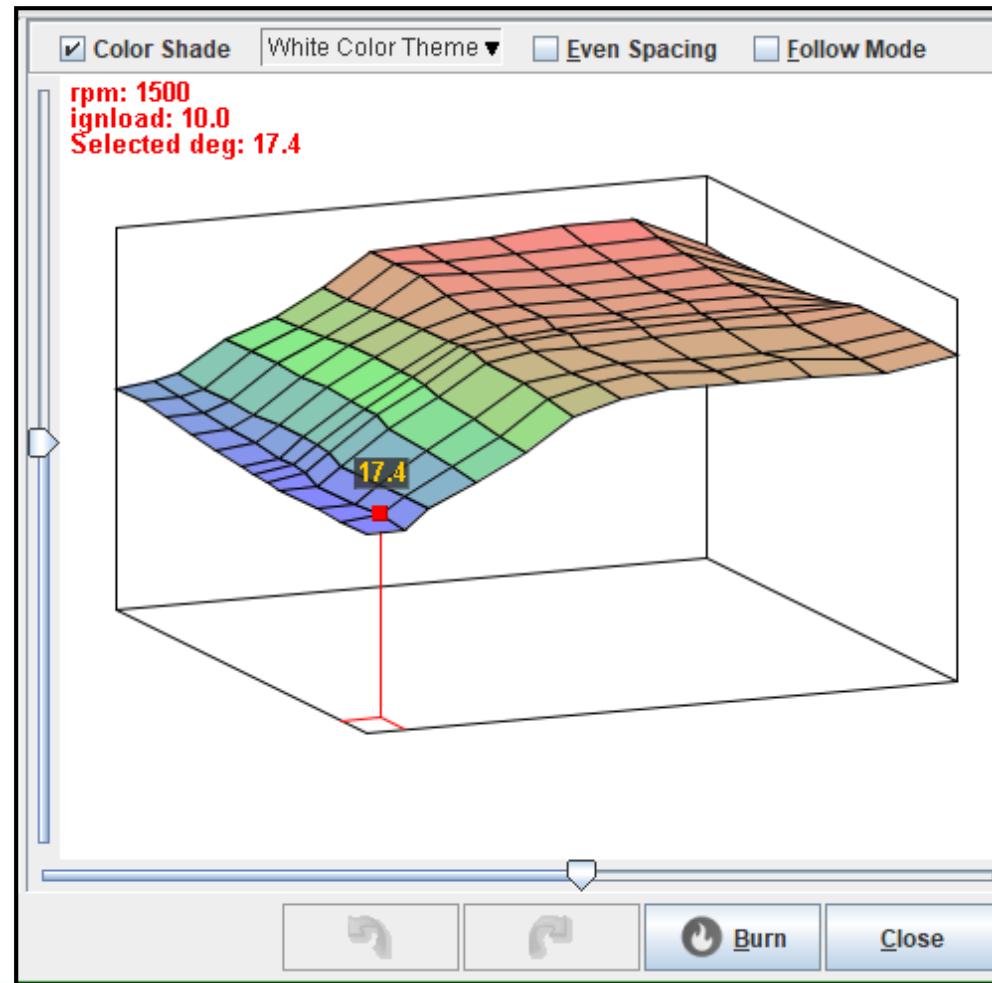 Color Shade White Color Theme Even Spacing Follow Mode
rpm: 1500
ignload: 10.0
Selected deg: 17.4
17.4
Burn Close